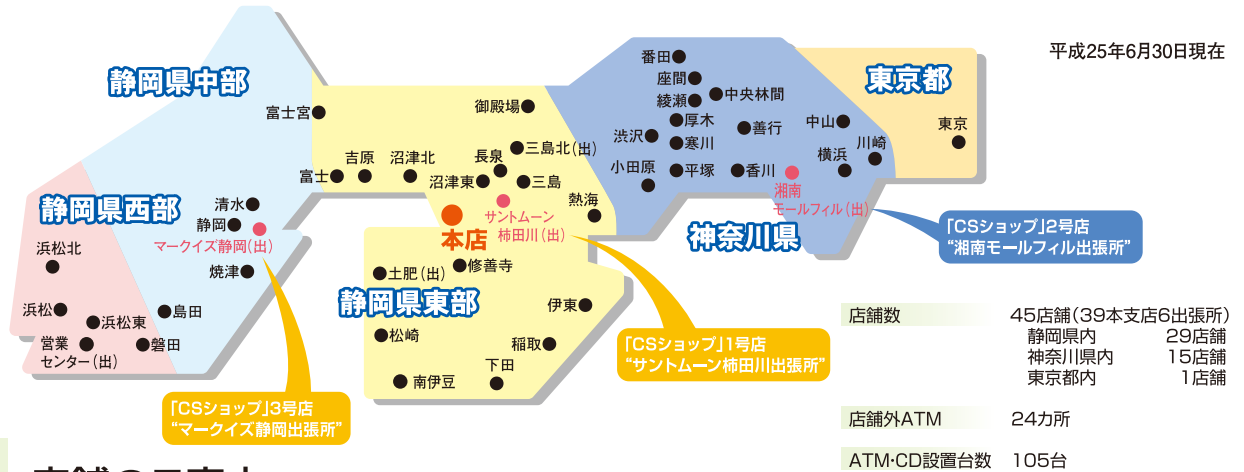 平成25年6月30日現在
静岡県中部
静岡県西部
静岡県東部
神奈川県
東京都
富士宮
御殿場
三島北(出)
吉原
沼津北
長泉
富士
沼津東
三島
熱海
サントムーン
柿田川(出)
本店
清水
静岡
マークイズ静岡(出)
焼津
島田
浜松北
浜松
浜松東
営業
センター(出)
磐田
土肥(出)
修善寺
伊東
松崎
稲取
下田
南伊豆
番田
座間
綾瀬
中央林間
厚木
善行
渋沢
寒川
小田原
平塚
香川
中山
横浜
川崎
湘南
モールフィル(出)
東京
「CSショップ」2号店
“湘南モールフィル出張所”
「CSショップ」1号店
“サントムーン柿田川出張所”
「CSショップ」3号店
“マークイズ静岡出張所”
店舗数 45店舗(39本支店6出張所)
静岡県内 29店舗
神奈川県内 15店舗
東京都内 1店舗
店舗外ATM 24カ所
ATM・CD設置台数 105台